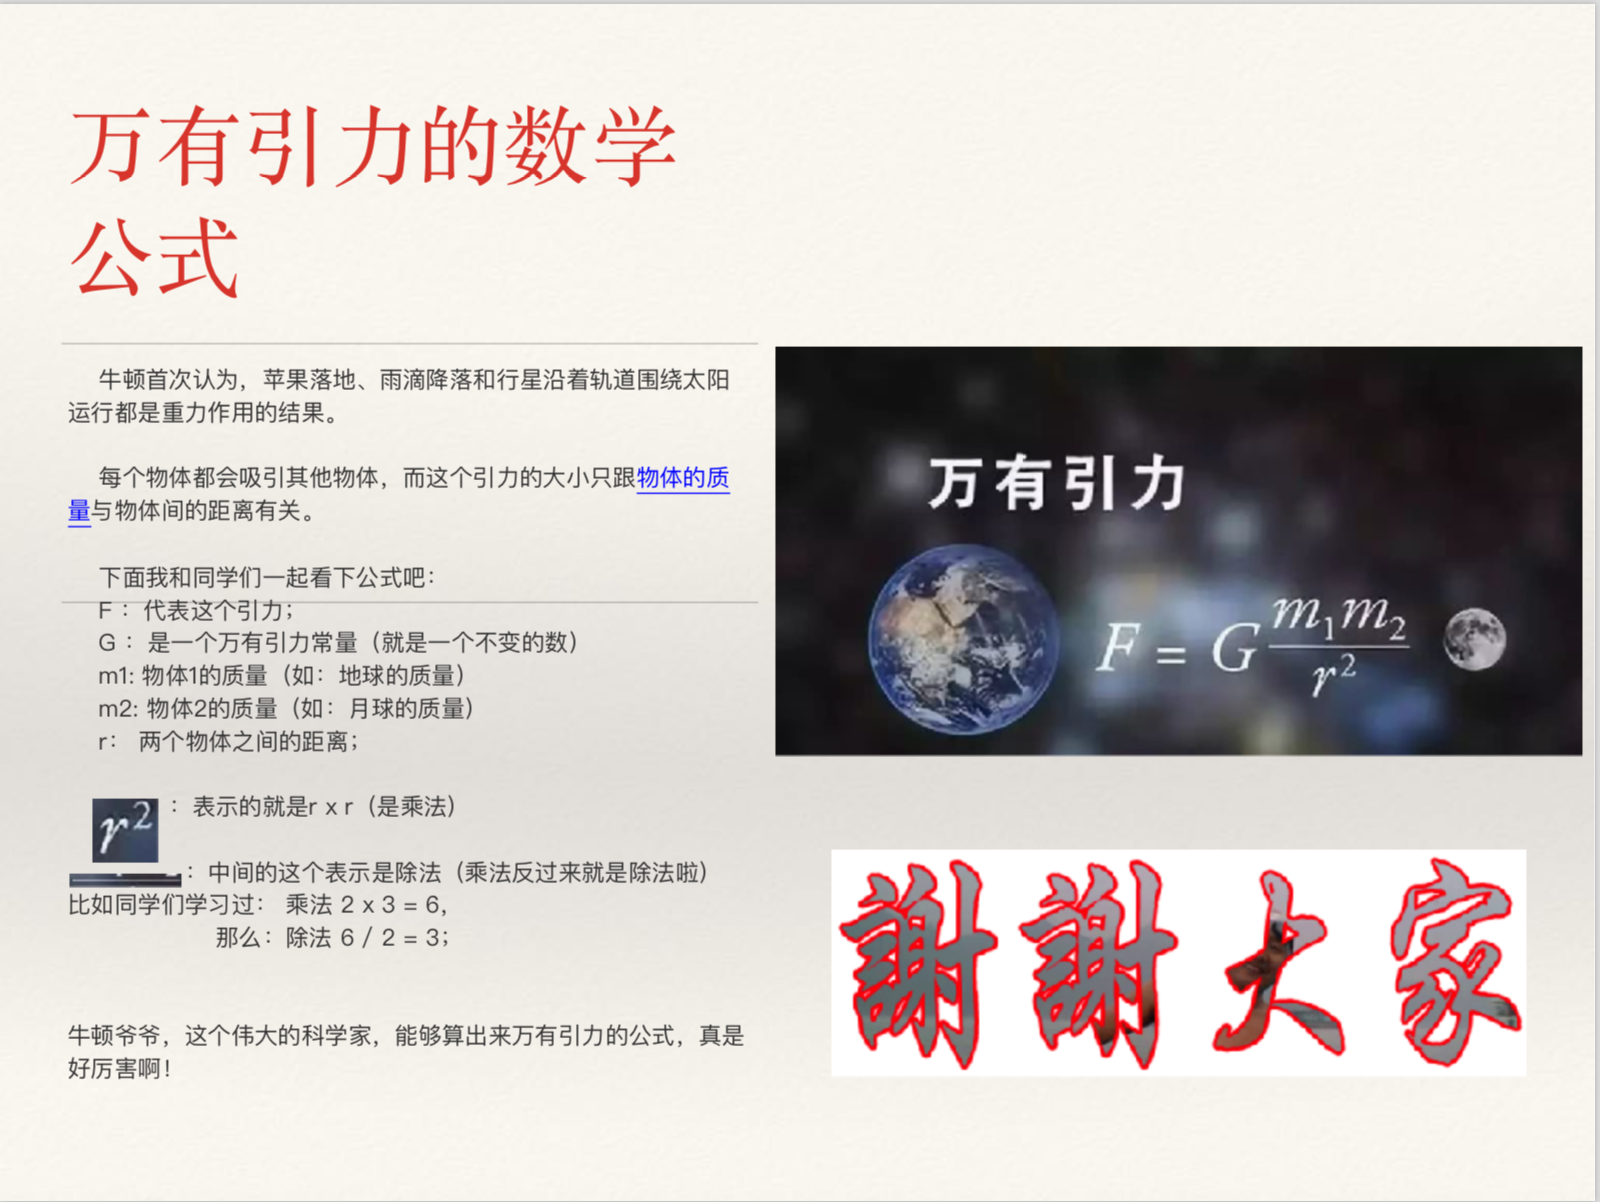 万有引力的数学
公式
牛顿首次认为，苹果落地、雨滴降落和行星沿着轨道围绕太阳
运行都是重力作用的结果。
每个物体都会吸引其他物体，而这个引力的大小只跟物体的质
量与物体间的距离有关。
下面我和同学们一起看下公式吧：
F ：代表这个引力；
G ：是一个万有引力常量（就是一个不变的数）
m1: 物体1的质量（如：地球的质量）
m2: 物体2的质量（如：月球的质量）
r： 两个物体之间的距离；
r² ：表示的就是r x r（是乘法）
：中间的这个表示是除法（乘法反过来就是除法啦）
比如同学们学习过： 乘法 2 x 3 = 6,
那么：除法 6 / 2 = 3；
牛顿爷爷，这个伟大的科学家，能够算出来万有引力的公式，真是
好厉害啊！
万有引力
F = G m₁m₂ / r²
謝謝大家